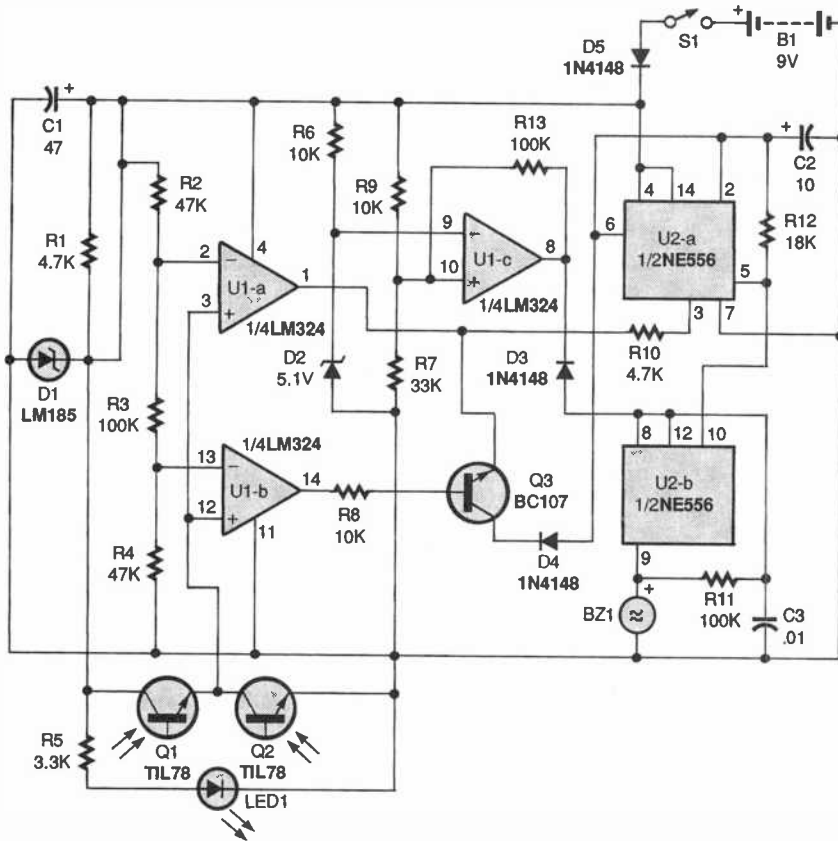 +
S1
+
B1
9V
D5
1N4148
C1
47
+
R6
10K
R9
10K
R13
100K
+
C2
10
R2
47K
R1
4.7K
4
14
2
6
U2-a
1/2NE556
R12
18K
5
3
7
2
−
4
U1-a
1
3
+
1/4LM324
9
−
8
U1-c
10
+
1/4LM324
D2
5.1V
R7
33K
D3
1N4148
R10
4.7K
D1
LM185
R3
100K
1/4LM324
13
−
14
U1-b
12
+
11
R8
10K
Q3
BC107
8
12
10
U2-b
1/2NE556
9
D4
1N4148
R4
47K
+
BZ1
R11
100K
C3
.01
R5
3.3K
Q1
TIL78
Q2
TIL78
LED1